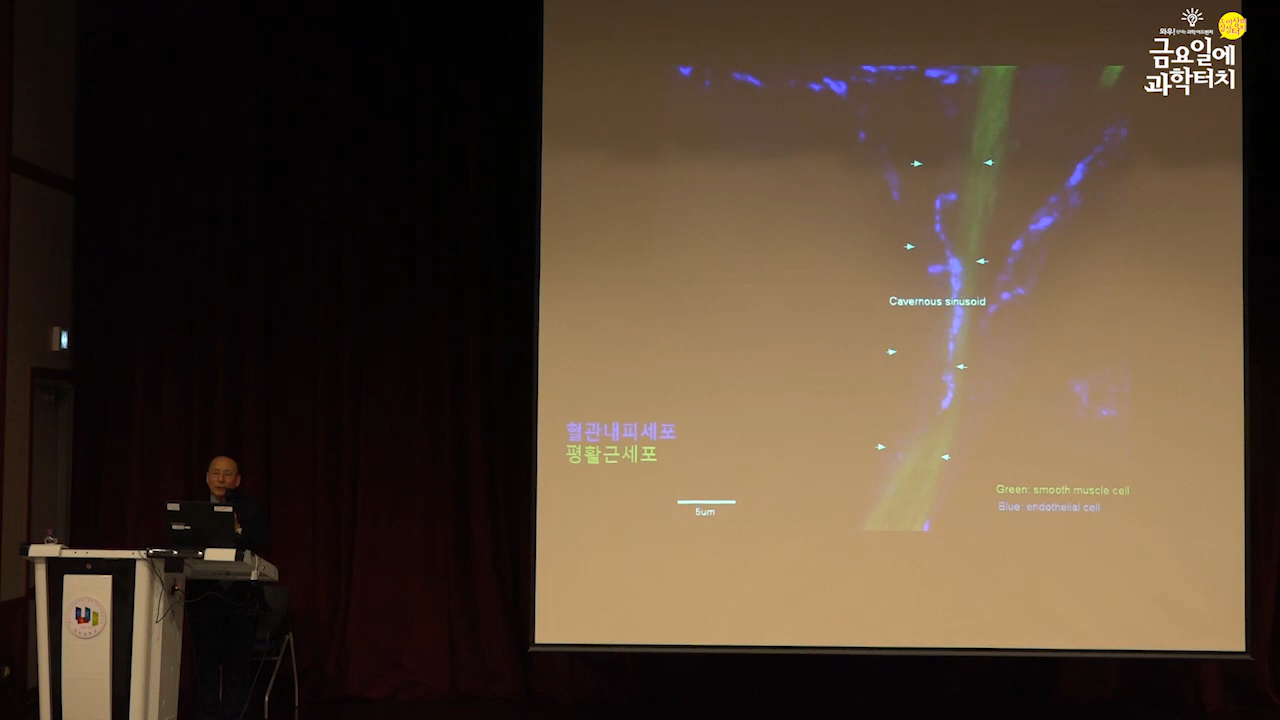 금요일에
과학터치
Cavernous sinusoid
혈관내피세포
평활근세포
5um
Green: smooth muscle cell
Blue: endothelial cell